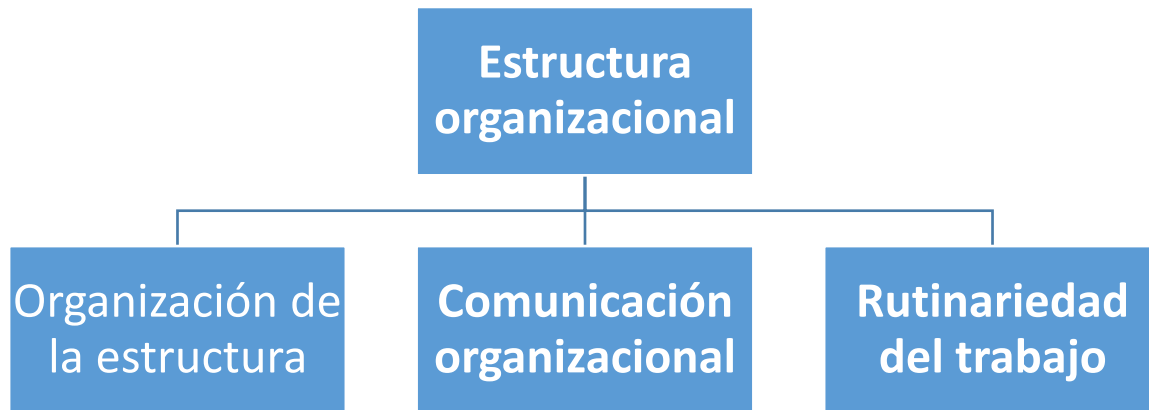 Estructura
organizacional
Organización de
la estructura
Comunicación
organizacional
Rutinariedad
del trabajo